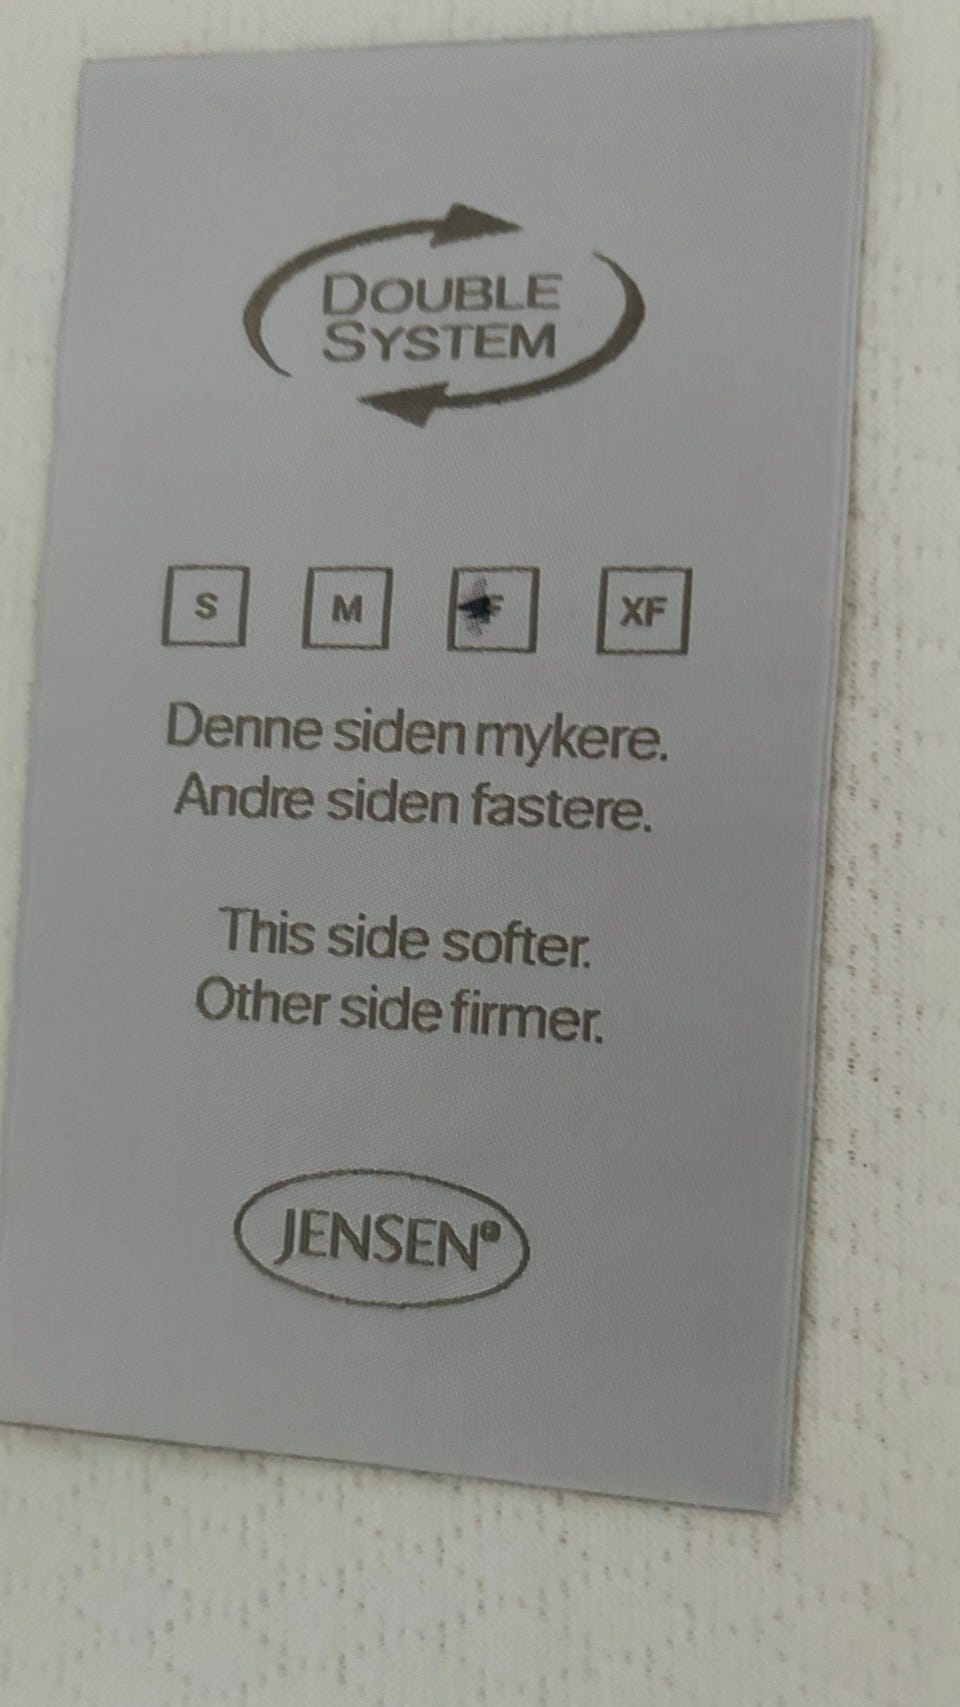 DOUBLE
SYSTEM
S M F XF
Denne siden mykere.
Andre siden fastere.
This side softer.
Other side firmer.
JENSEN®